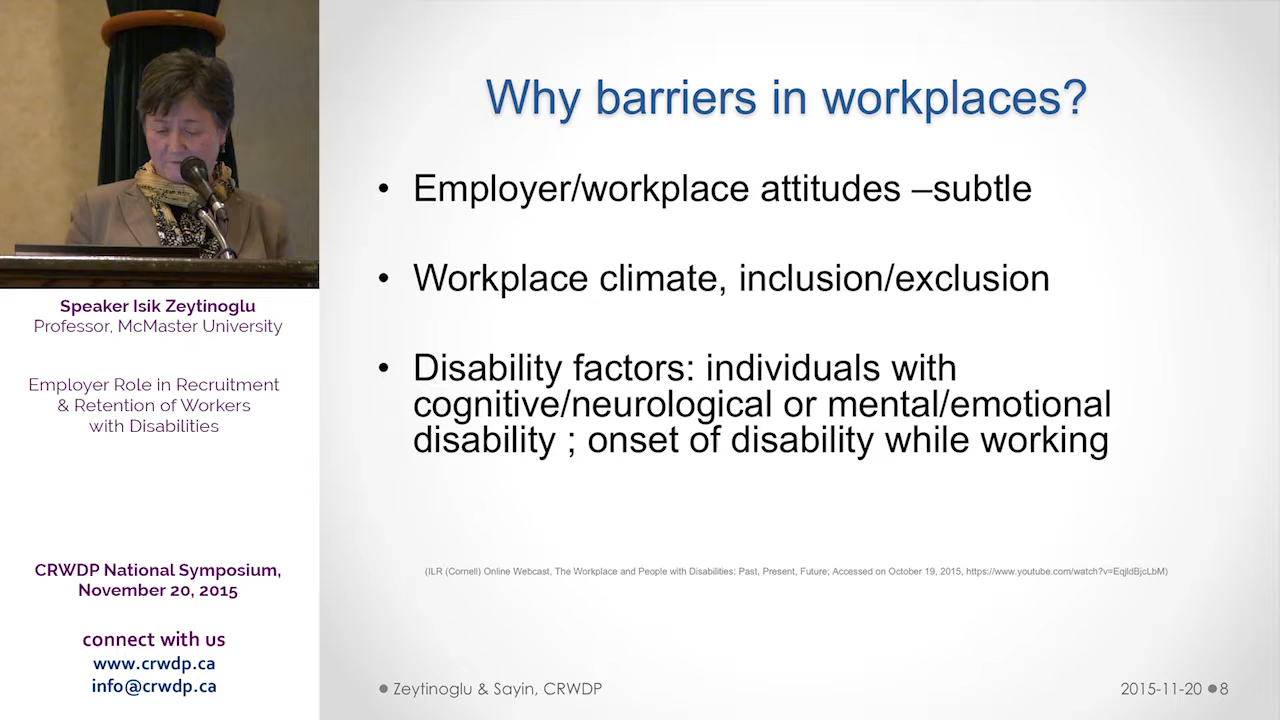 Speaker Isik Zeytinoglu
Professor, McMaster University
Employer Role in Recruitment
& Retention of Workers
with Disabilities
CRWDP National Symposium,
November 20, 2015
connect with us
www.crwdp.ca
info@crwdp.ca
Why barriers in workplaces?
• Employer/workplace attitudes –subtle
• Workplace climate, inclusion/exclusion
• Disability factors: individuals with
cognitive/neurological or mental/emotional
disability ; onset of disability while working
(ILR (Cornell) Online Webcast, The Workplace and People with Disabilities: Past, Present, Future; Accessed on October 19, 2015, https://www.youtube.com/watch?v=EqjldBjcLbM)
Zeytinoglu & Sayin, CRWDP
2015-11-20 8